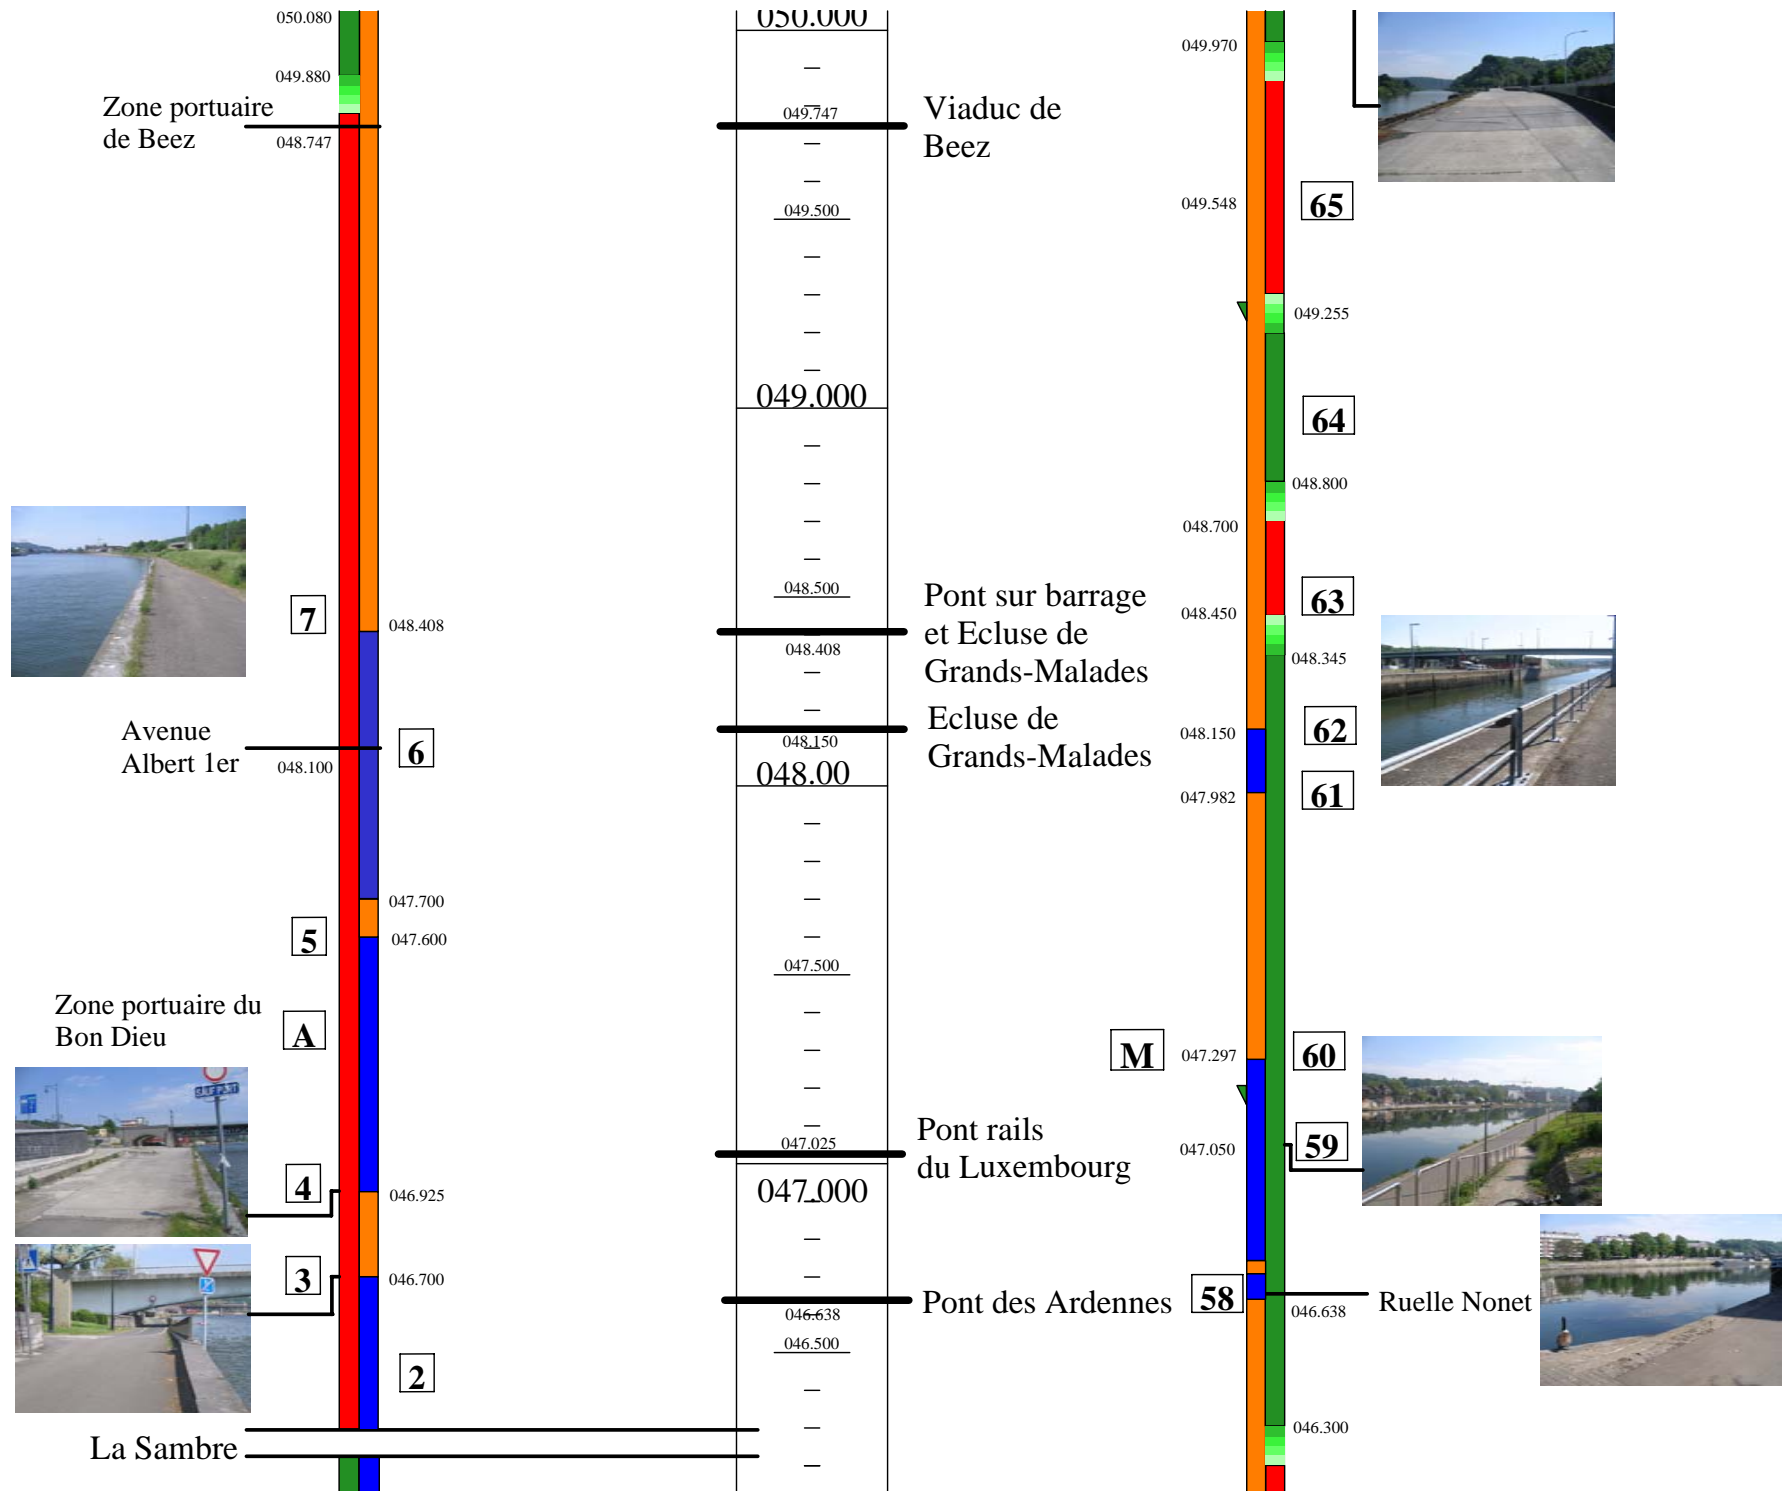 050.080
049.880
Zone portuaire
de Beez
048.747
7
048.408
Avenue
Albert 1er
048.100
6
047.700
5
047.600
Zone portuaire du
Bon Dieu
A
4
046.925
3
046.700
2
La Sambre
050.000
049.747
049.500
049.000
048.500
048.408
048.150
048.00
047.500
047.025
047.000
046.638
046.500
Viaduc de
Beez
Pont sur barrage
et Ecluse de
Grands-Malades
Ecluse de
Grands-Malades
Pont rails
du Luxembourg
Pont des Ardennes
049.970
049.548
65
049.255
64
048.800
048.700
63
048.450
048.345
62
048.150
61
047.982
M
047.297
60
59
047.050
58
046.638
Ruelle Nonet
046.300